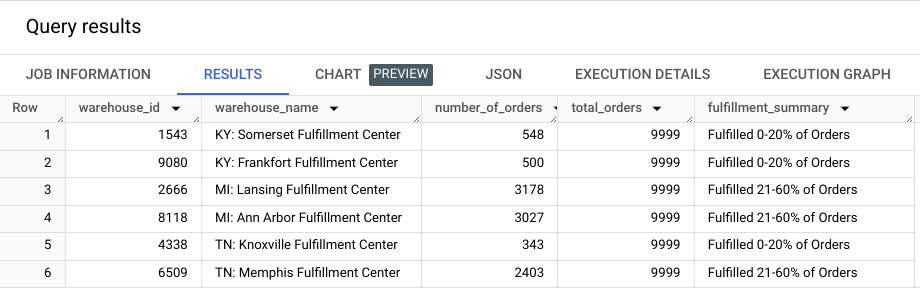 Query results
JOB INFORMATION RESULTS CHART PREVIEW JSON EXECUTION DETAILS EXECUTION GRAPH
Row warehouse_id warehouse_name number_of_orders total_orders fulfillment_summary
1 1543 KY: Somerset Fulfillment Center 548 9999 Fulfilled 0-20% of Orders
2 9080 KY: Frankfort Fulfillment Center 500 9999 Fulfilled 0-20% of Orders
3 2666 MI: Lansing Fulfillment Center 3178 9999 Fulfilled 21-60% of Orders
4 8118 MI: Ann Arbor Fulfillment Center 3027 9999 Fulfilled 21-60% of Orders
5 4338 TN: Knoxville Fulfillment Center 343 9999 Fulfilled 0-20% of Orders
6 6509 TN: Memphis Fulfillment Center 2403 9999 Fulfilled 21-60% of Orders